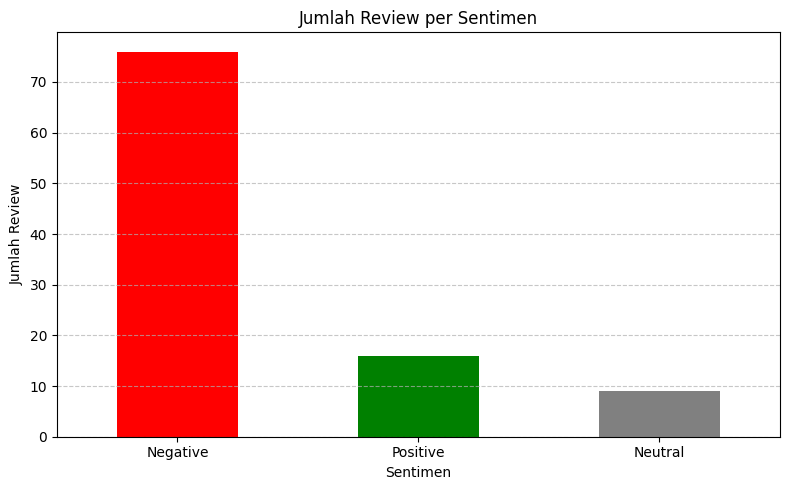 Jumlah Review per Sentimen
Jumlah Review
70
60
50
40
30
20
10
0
Negative
Positive
Neutral
Sentimen